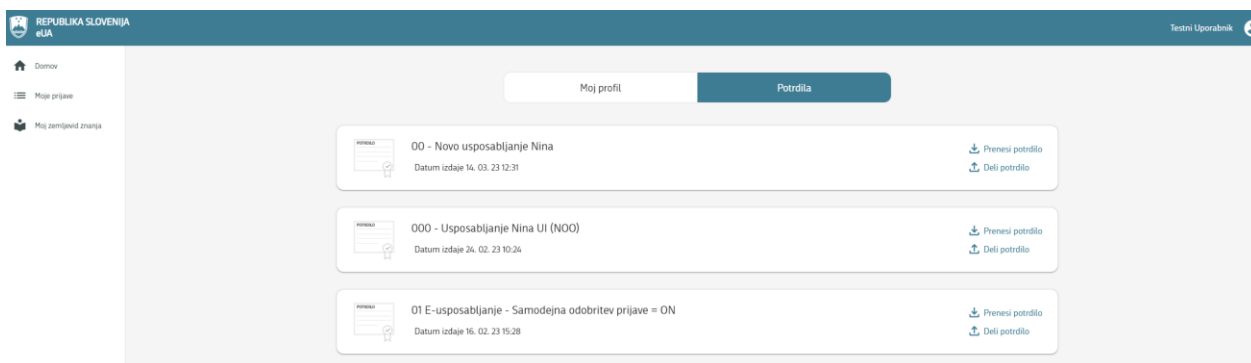 REPUBLIKA SLOVENIJA
eUA
Testni Uporabnik
Domov
Moje prijave
Moj zemljevid znanja
Moj profil
Potrdila
POTRDILO
00 - Novo usposabljanje Nina
Datum izdaje 14. 03. 23 12:31
Prenesi potrdilo
Deli potrdilo
POTRDILO
000 - Usposabljanje Nina UI (NOO)
Datum izdaje 24. 02. 23 10:24
Prenesi potrdilo
Deli potrdilo
POTRDILO
01 E-usposabljanje - Samodejna odobritev prijave = ON
Datum izdaje 16. 02. 23 15:28
Prenesi potrdilo
Deli potrdilo